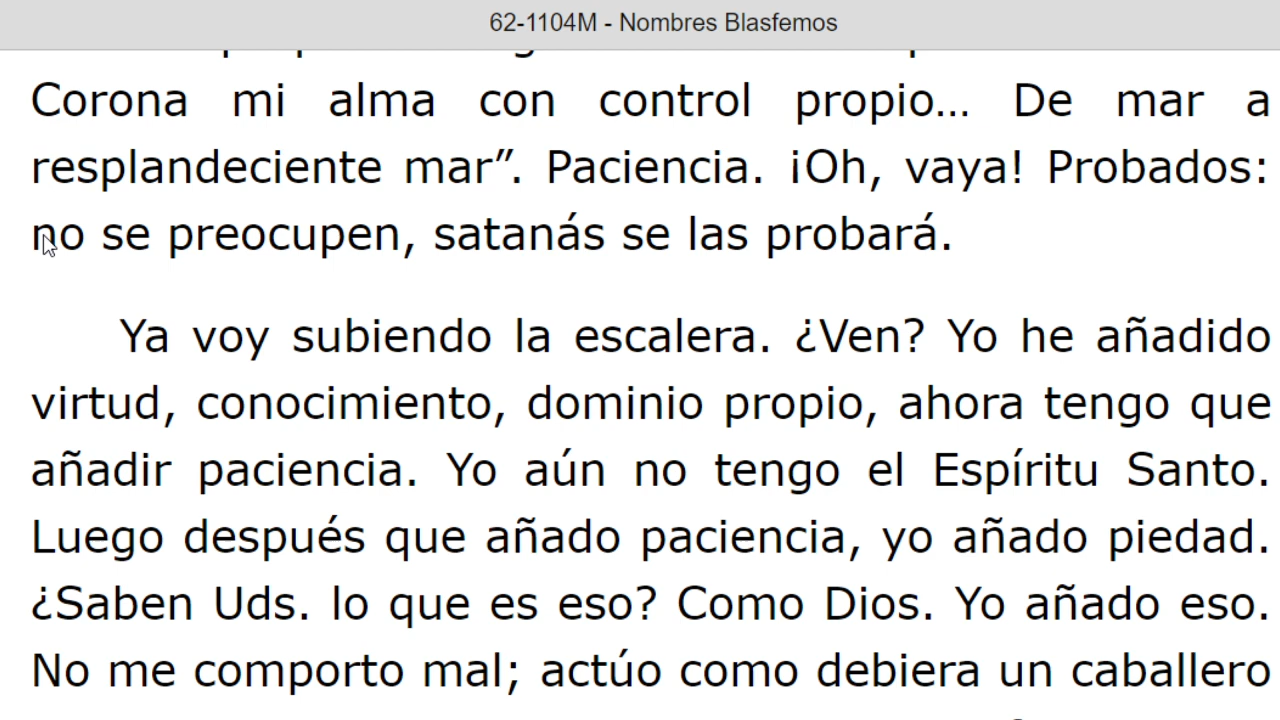 62-1104M - Nombres Blasfemos
Corona mi alma con control propio… De mar a
resplandeciente mar”. Paciencia. ¡Oh, vaya! Probados:
no se preocupen, satanás se las probará.
Ya voy subiendo la escalera. ¿Ven? Yo he añadido
virtud, conocimiento, dominio propio, ahora tengo que
añadir paciencia. Yo aún no tengo el Espíritu Santo.
Luego después que añado paciencia, yo añado piedad.
¿Saben Uds. lo que es eso? Como Dios. Yo añado eso.
No me comporto mal; actúo como debiera un caballero